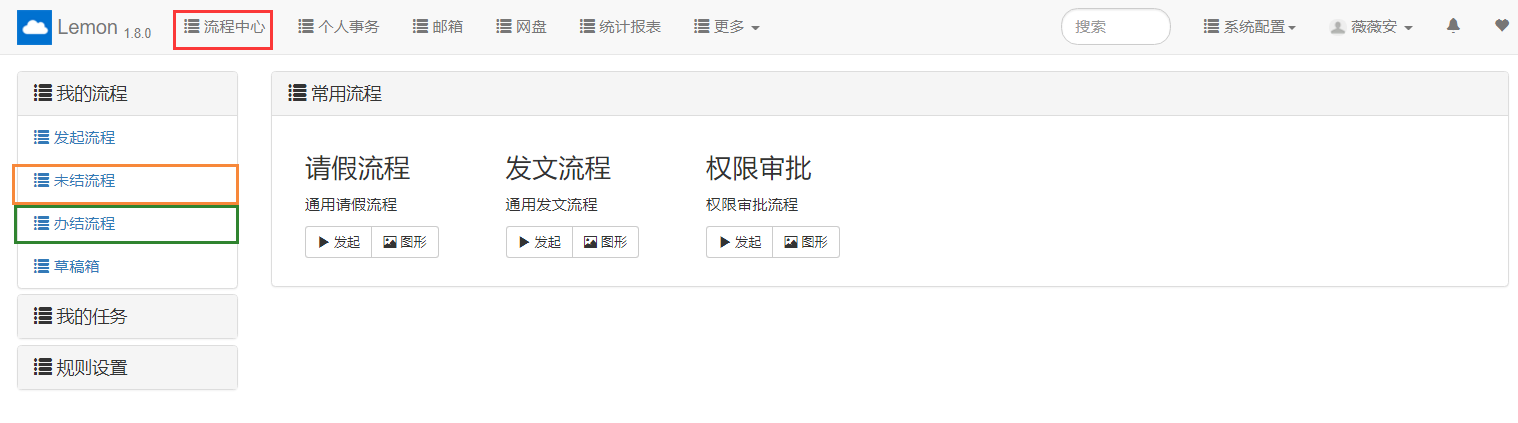 Lemon 1.8.0 流程中心 个人事务 邮箱 网盘 统计报表 更多 搜索 系统配置 薇薇安
我的流程
发起流程
未结流程
办结流程
草稿箱
我的任务
规则设置
常用流程
请假流程 发文流程 权限审批
通用请假流程 通用发文流程 权限审批流程
发起 图形 发起 图形 发起 图形